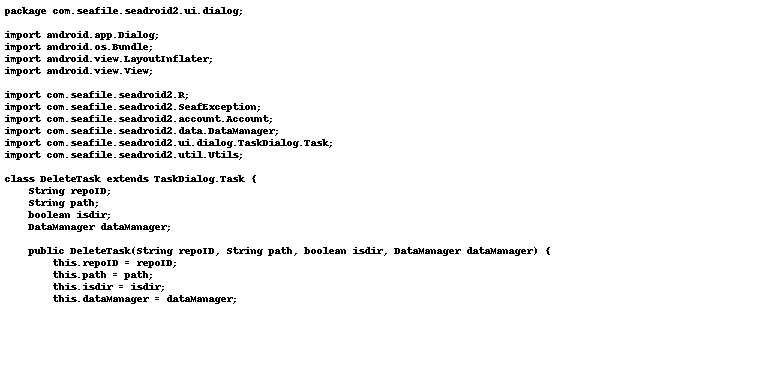 package com.seafile.seadroid2.ui.dialog;

import android.app.Dialog;
import android.os.Bundle;
import android.view.LayoutInflater;
import android.view.View;

import com.seafile.seadroid2.R;
import com.seafile.seadroid2.SeafException;
import com.seafile.seadroid2.account.Account;
import com.seafile.seadroid2.data.DataManager;
import com.seafile.seadroid2.ui.dialog.TaskDialog.Task;
import com.seafile.seadroid2.util.Utils;

class DeleteTask extends TaskDialog.Task {
    String repoID;
    String path;
    boolean isdir;
    DataManager dataManager;

    public DeleteTask(String repoID, String path, boolean isdir, DataManager dataManager) {
        this.repoID = repoID;
        this.path = path;
        this.isdir = isdir;
        this.dataManager = dataManager;